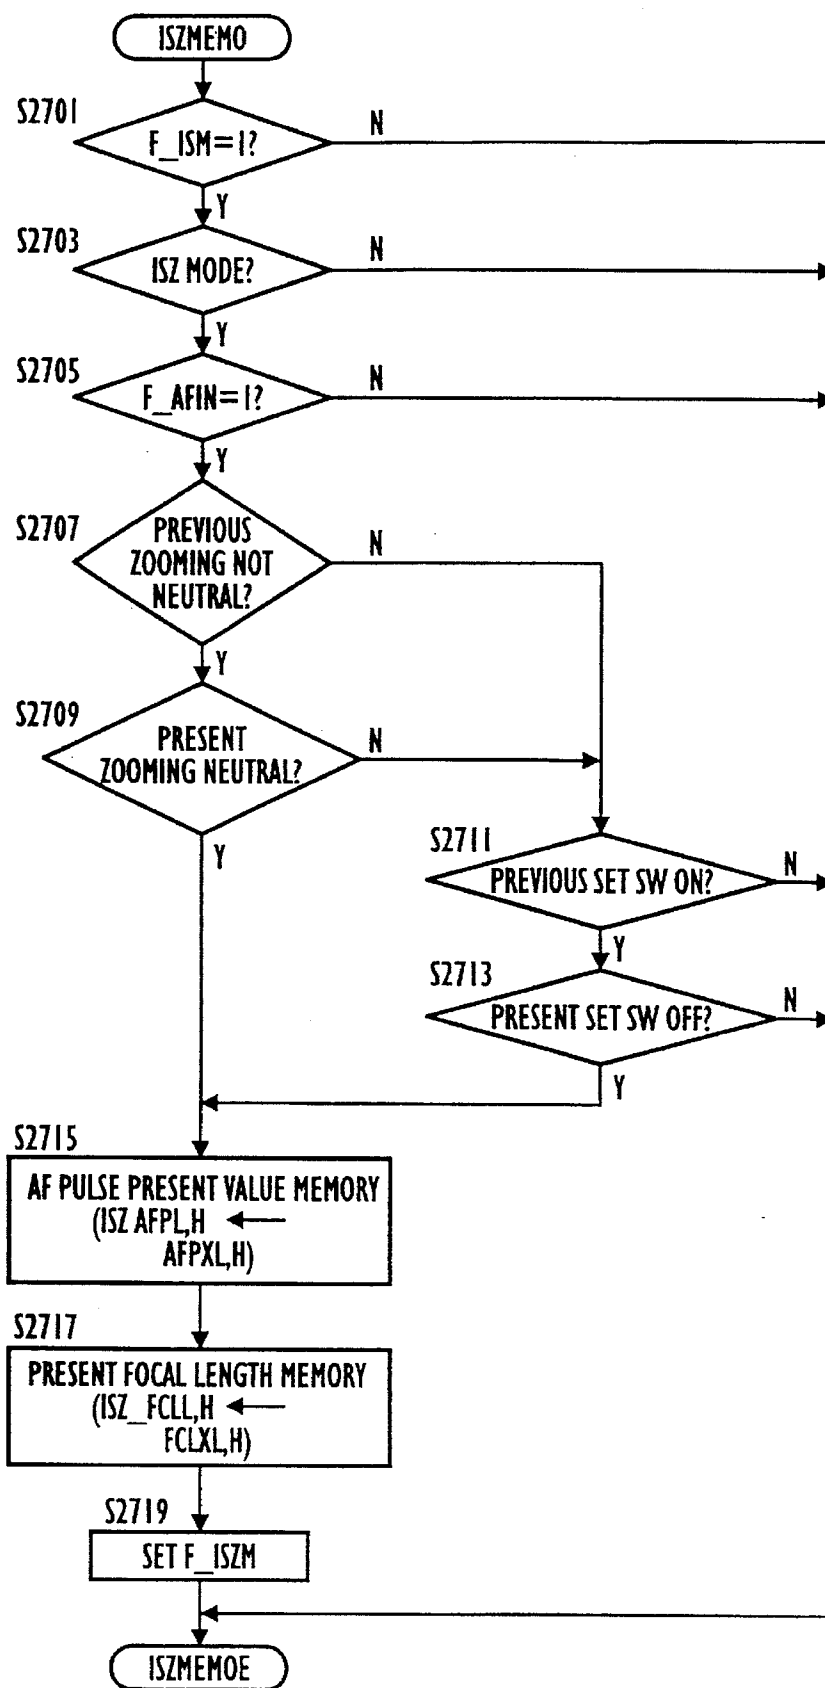 ISZMEMO
S2701
F_ISM=1?
N
Y
S2703
ISZ MODE?
N
Y
S2705
F_AFIN=1?
N
Y
S2707
PREVIOUS
ZOOMING NOT
NEUTRAL?
N
Y
S2709
PRESENT
ZOOMING NEUTRAL?
N
Y
S2711
PREVIOUS SET SW ON?
N
Y
S2713
PRESENT SET SW OFF?
N
Y
S2715
AF PULSE PRESENT VALUE MEMORY
(ISZ AFPL,H ←
AFPXL,H)
S2717
PRESENT FOCAL LENGTH MEMORY
(ISZ_FCLL,H ←
FCLXL,H)
S2719
SET F_ISZM
ISZMEMOE